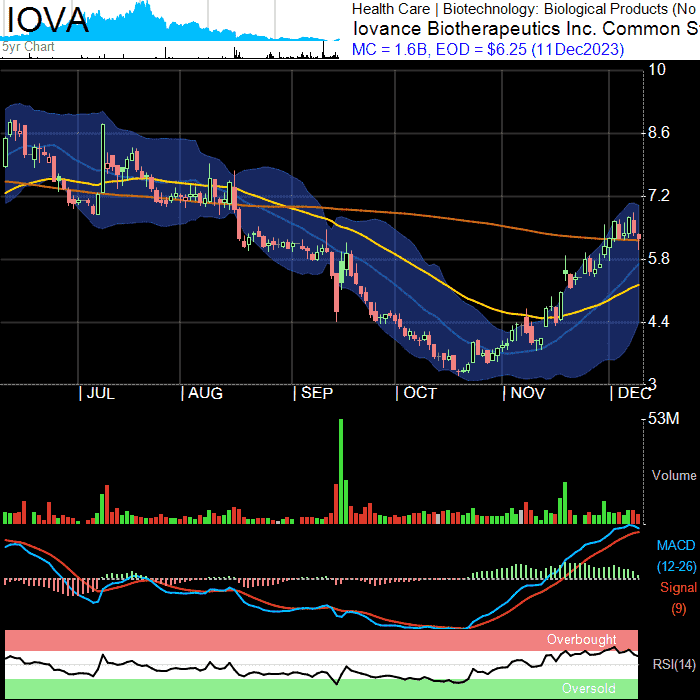 IOVA
5yr Chart
Health Care | Biotechnology: Biological Products (No
Iovance Biotherapeutics Inc. Common S
MC = 1.6B, EOD = $6.25 (11Dec2023)
10
8.6
7.2
5.8
4.4
3
JUL AUG SEP OCT NOV DEC
53M
Volume
MACD
(12-26)
Signal
(9)
Overbought
RSI(14)
Oversold